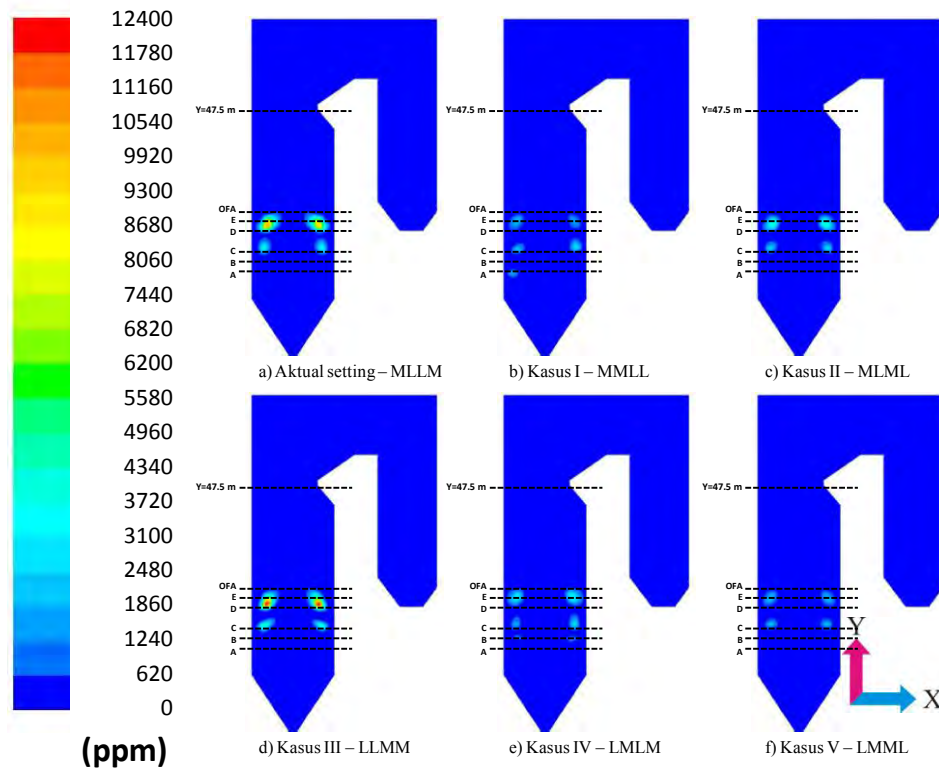 12400
11780
11160
10540
9920
9300
8680
8060
7440
6820
6200
5580
4960
4340
3720
3100
2480
1860
1240
620
0
(ppm)
Y=47.5 m
OFA
E
D
C
B
A
a) Aktual setting – MLLM
Y=47.5 m
OFA
E
D
C
B
A
b) Kasus I – MMLL
Y=47.5 m
OFA
E
D
C
B
A
c) Kasus II – MLML
Y=47.5 m
OFA
E
D
C
B
A
d) Kasus III – LLMM
Y=47.5 m
OFA
E
D
C
B
A
e) Kasus IV – LMLM
Y=47.5 m
OFA
E
D
C
B
A
Y
X
f) Kasus V – LMML